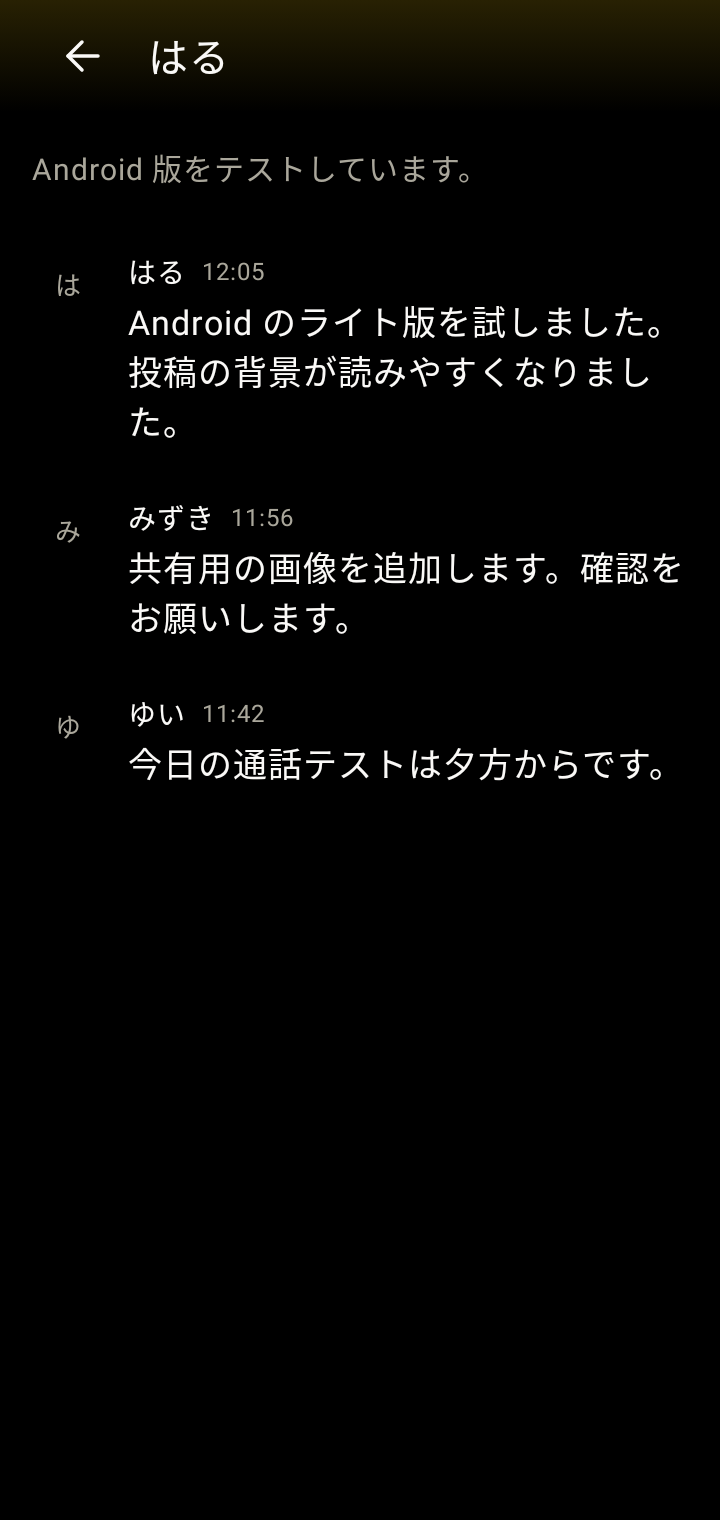 はる
Android 版をテストしています。
は
はる 12:05
Android のライト版を試しました。
投稿の背景が読みやすくなりまし
た。
み
みずき 11:56
共有用の画像を追加します。確認を
お願いします。
ゆ
ゆい 11:42
今日の通話テストは夕方からです。